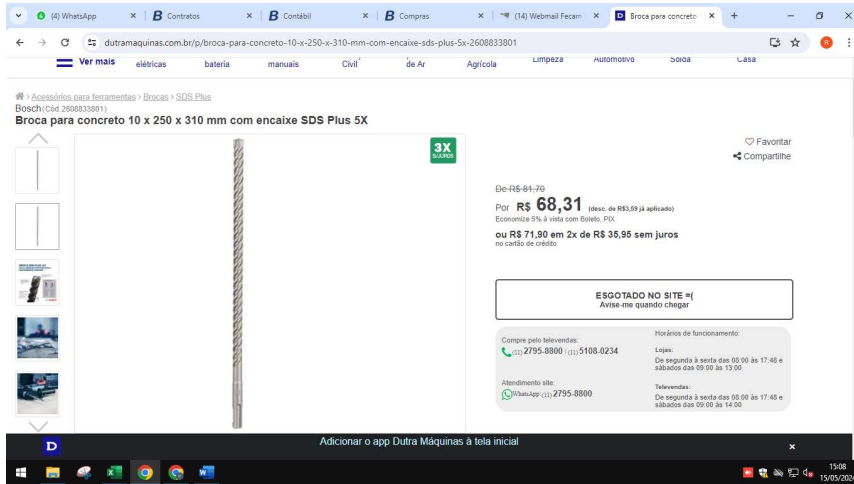 (4) WhatsApp
Contratos
Contábil
Compras
(14) Webmail Fecam
Broca para concreto
dutramaquinas.com.br/p/broca-para-concreto-10-x-250-x-310-mm-com-encaixe-sds-plus-5x-2608833801
Ver mais
elétricas
bateria
manuais
Civil
de Ar
Agrícola
Limpeza
Automotivo
Solda
Casa
> Acessórios para ferramentas > Brocas > SDS Plus
Bosch (Cód.2608833801)
Broca para concreto 10 x 250 x 310 mm com encaixe SDS Plus 5X
3X
S/JUROS
Favoritar
Compartilhe
De R$ 81,70
Por R$ 68,31 (desc. de R$3,59 já aplicado)
Economize 5% à vista com Boleto, PIX
ou R$ 71,90 em 2x de R$ 35,95 sem juros
no cartão de crédito
ESGOTADO NO SITE =(
Avise-me quando chegar
Compre pelo televendas:
(11) 2795-8800 | (11) 5108-0234
Atendimento site:
WhatsApp: (11) 2795-8800
Horários de funcionamento:
Lojas:
De segunda à sexta das 08:00 às 17:48 e
sábados das 09:00 às 13:00
Televendas:
De segunda à sexta das 08:00 às 17:48 e
sábados das 09:00 às 14:00
D
Adicionar o app Dutra Máquinas à tela inicial
15:08
15/05/2024